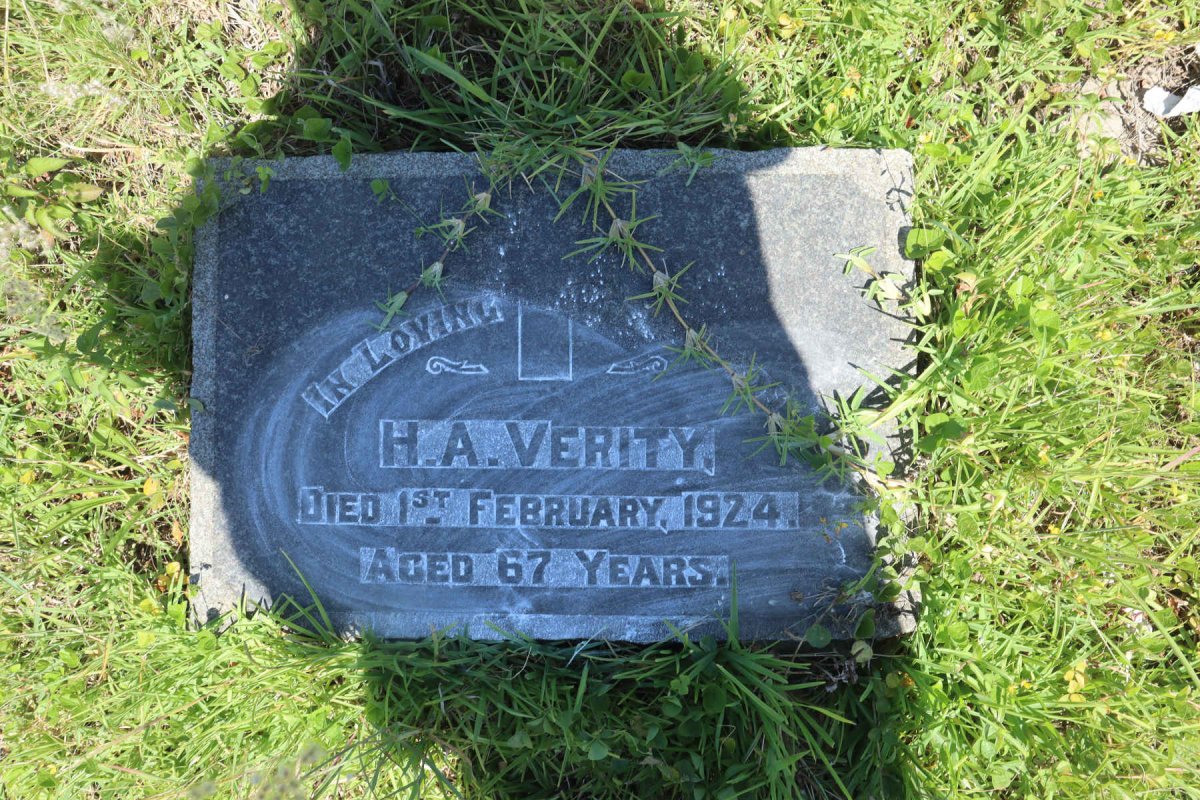 IN LOVING
H. A. VERITY,
DIED 1ST FEBRUARY, 1924.
AGED 67 YEARS.